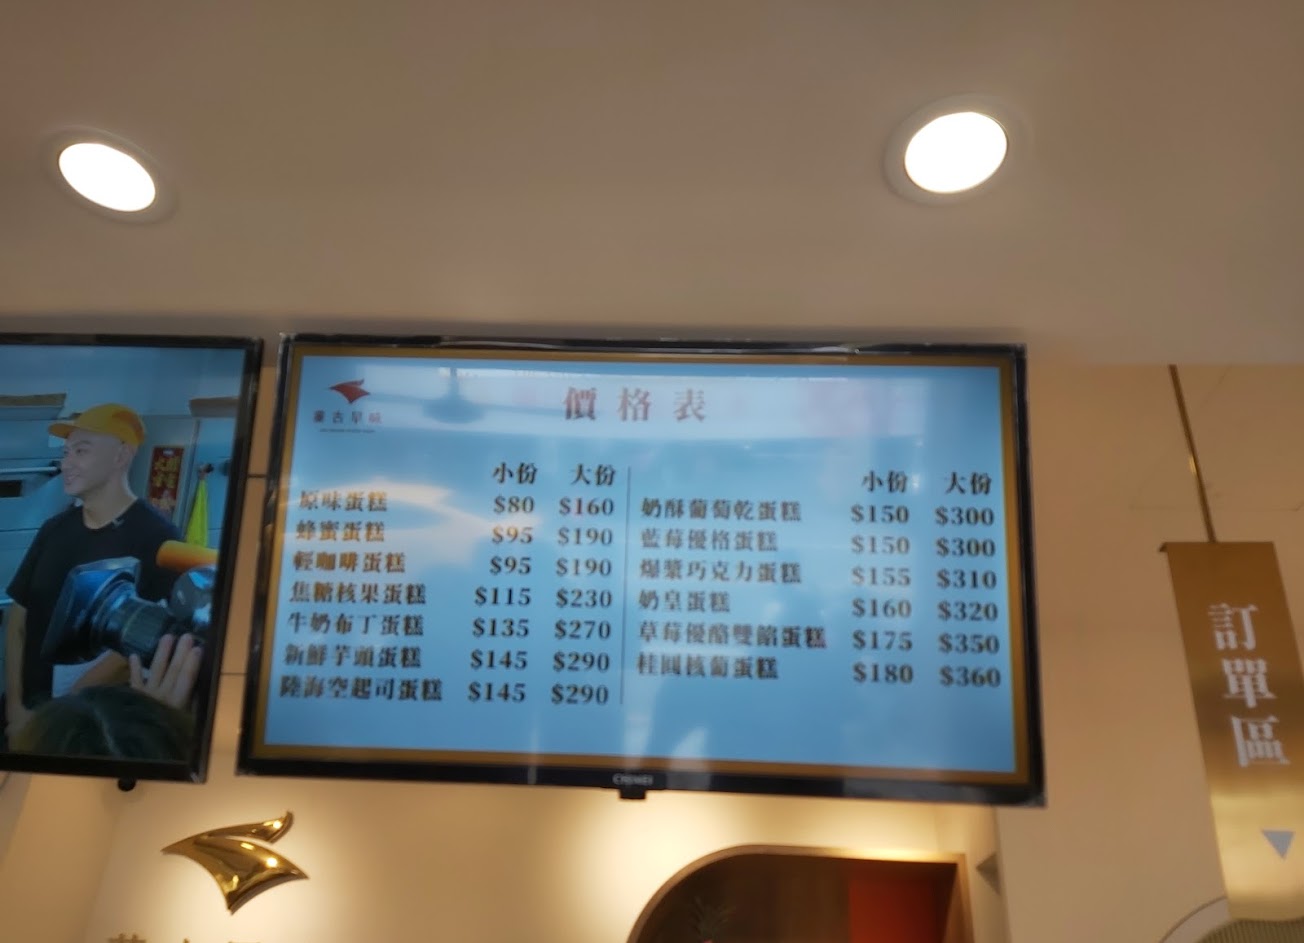 蒙古早味
價格表
小份 大份
原味蛋糕 $80 $160
蜂蜜蛋糕 $95 $190
輕咖啡蛋糕 $95 $190
焦糖核果蛋糕 $115 $230
牛奶布丁蛋糕 $135 $270
新鮮芋頭蛋糕 $145 $290
陸海空起司蛋糕 $145 $290
小份 大份
奶酥葡萄乾蛋糕 $150 $300
藍莓優格蛋糕 $150 $300
爆漿巧克力蛋糕 $155 $310
奶皇蛋糕 $160 $320
草莓優酪雙餡蛋糕 $175 $350
桂圓核蛋糕 $180 $360
CHIMEI
訂單區